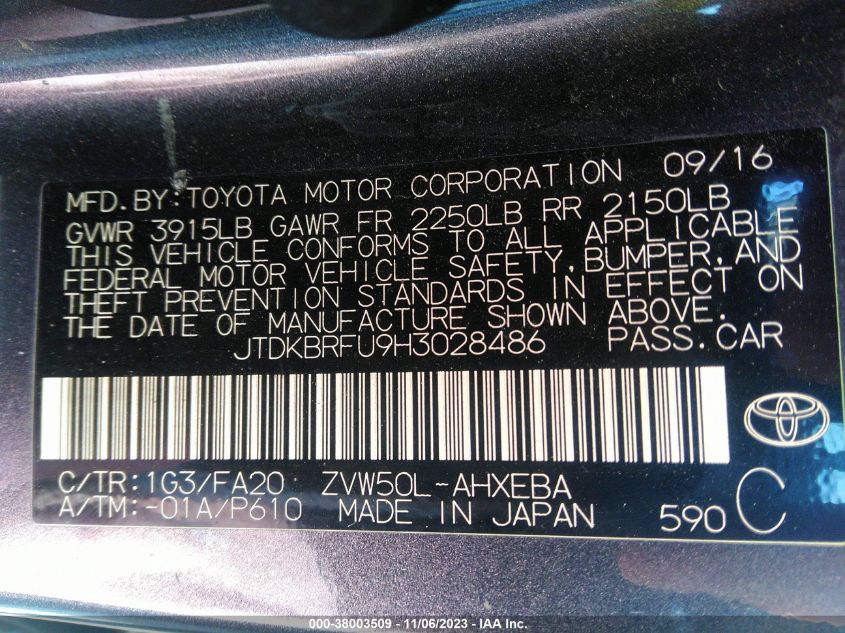 MFD.BY:TOYOTA MOTOR CORPORATION 09/16
GVWR 3915LB GAWR FR 2250LB RR 2150LB
THIS VEHICLE CONFORMS TO ALL APPLICABLE
FEDERAL MOTOR VEHICLE SAFETY,BUMPER,AND
THEFT PREVENTION STANDARDS IN EFFECT ON
THE DATE OF MANUFACTURE SHOWN ABOVE.
JTDKBRFU9H3028486 PASS.CAR
C/TR:1G3/FA20 ZVW50L-AHXEBA
A/TM:-01A/P610 MADE IN JAPAN 590 C
000-38003509 - 11/06/2023 - IAA Inc.